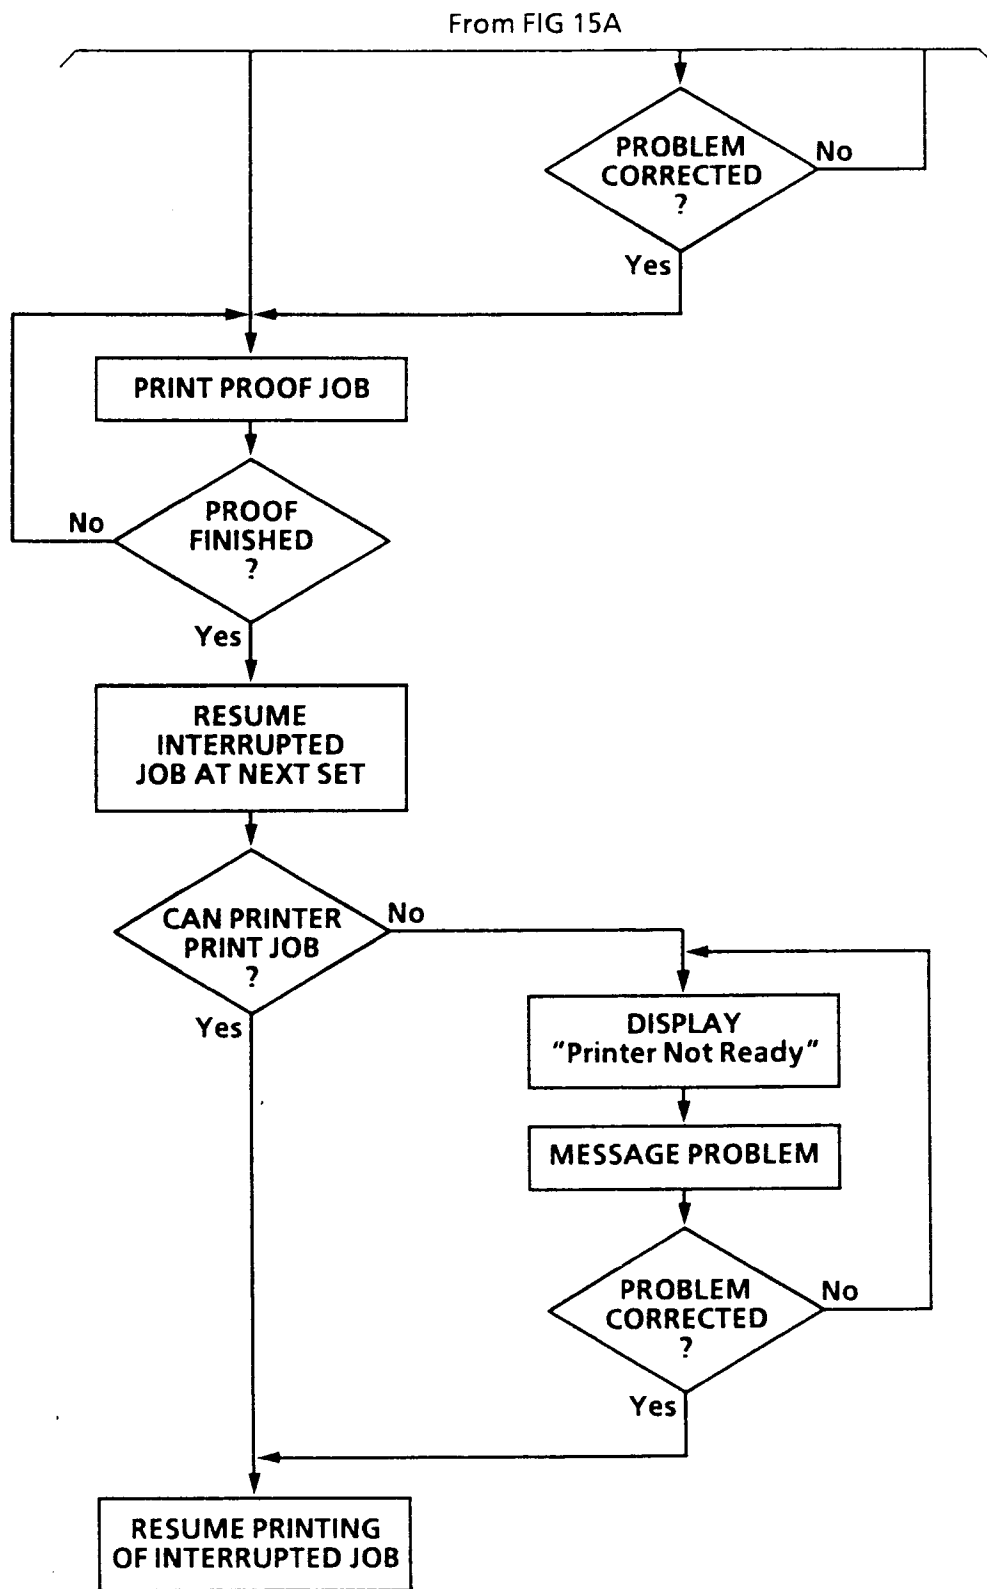 From FIG 15A
PROBLEM
CORRECTED
?
No
Yes
PRINT PROOF JOB
PROOF
FINISHED
?
No
Yes
RESUME
INTERRUPTED
JOB AT NEXT SET
CAN PRINTER
PRINT JOB
?
No
Yes
DISPLAY
"Printer Not Ready"
MESSAGE PROBLEM
PROBLEM
CORRECTED
?
No
Yes
RESUME PRINTING
OF INTERRUPTED JOB